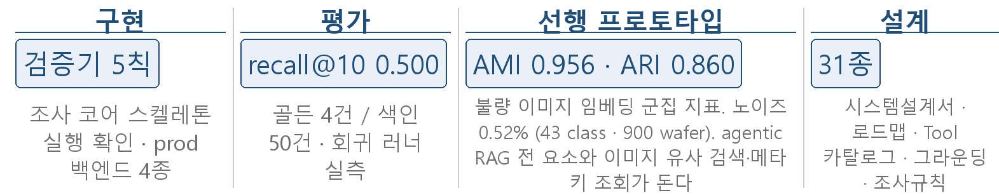 구현
검증기 5칙
조사 코어 스켈레톤
실행 확인 · prod
백엔드 4종
평가
recall@10 0.500
골든 4건 / 색인
50건 · 회귀 러너
실측
선행 프로토타입
AMI 0.956 · ARI 0.860
불량 이미지 임베딩 군집 지표. 노이즈
0.52% (43 class · 900 wafer). agentic
RAG 전 요소와 이미지 유사 검색·메타
키 조회가 돈다
설계
31종
시스템설계서 ·
로드맵 · Tool
카탈로그 · 그라운딩
· 조사규칙